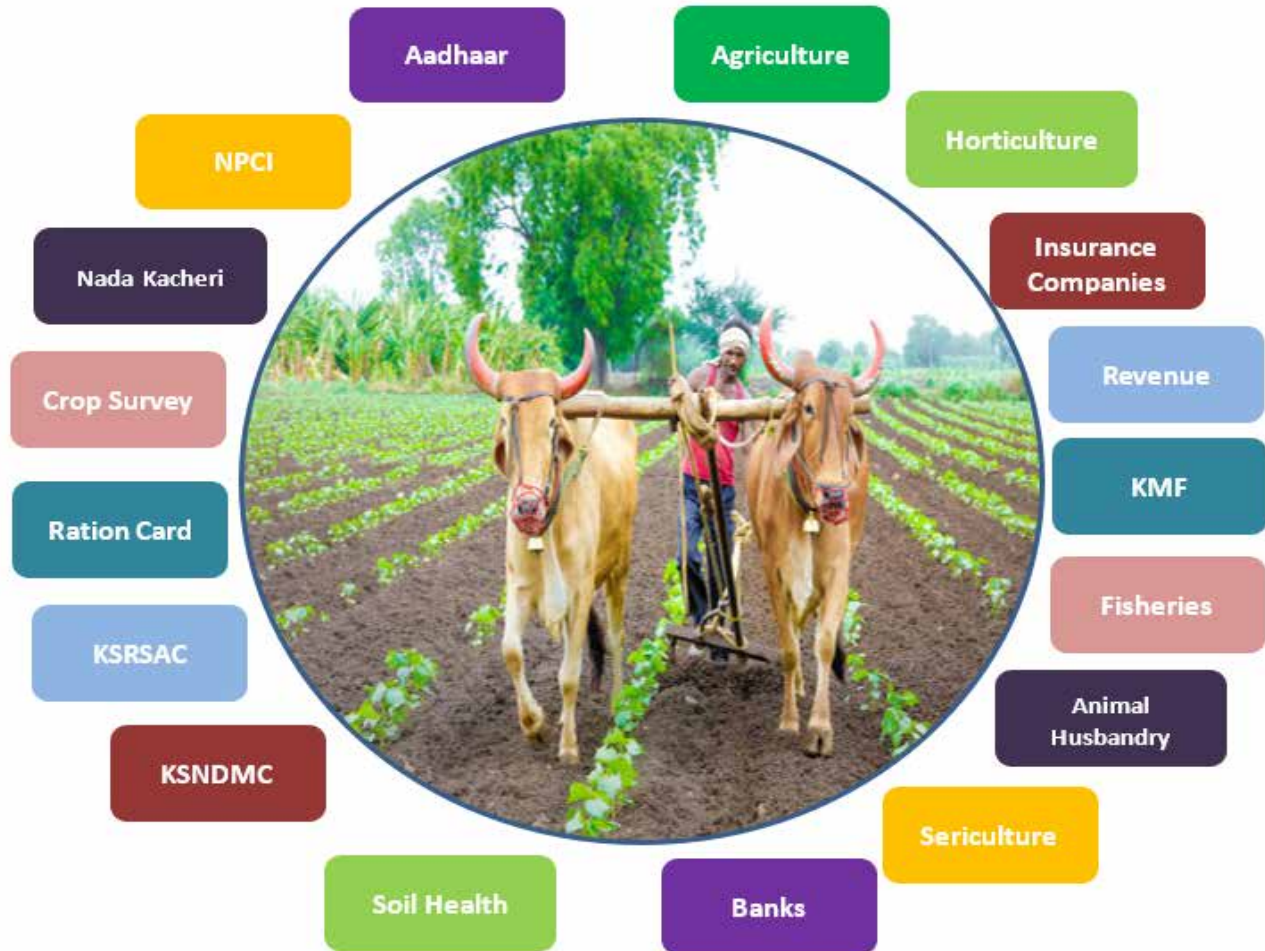 Aadhaar
Agriculture
NPCI
Horticulture
Nada Kacheri
Insurance
Companies
Crop Survey
Revenue
Ration Card
KMF
KSRSAC
Fisheries
KSNDMC
Animal
Husbandry
Sericulture
Soil Health
Banks